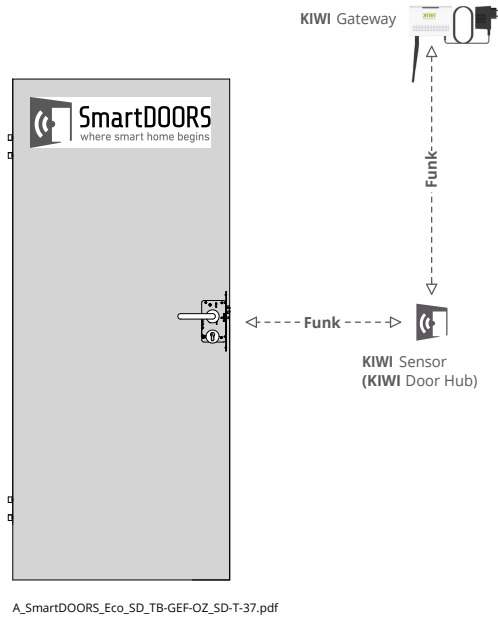 KIWI Gateway
KIWI
SmartDOORS
where smart home begins
Funk
Funk
KIWI Sensor
(KIWI Door Hub)
A_SmartDOORS_Eco_SD_TB-GEF-OZ_SD-T-37.pdf